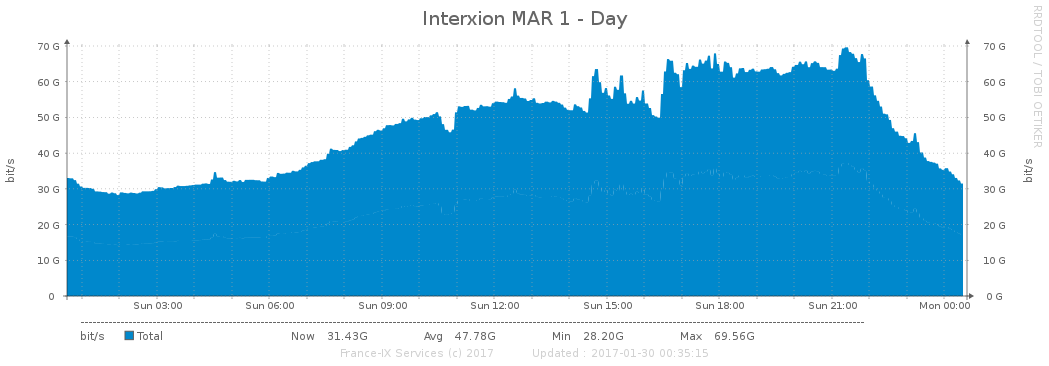 Interxion MAR 1 - Day
RRDTOOL / TOBI OETIKER
bit/s
70 G
60 G
50 G
40 G
30 G
20 G
10 G
0
70 G
60 G
50 G
40 G
30 G
20 G
10 G
0 G
bit/s
Sun 03:00 Sun 06:00 Sun 09:00 Sun 12:00 Sun 15:00 Sun 18:00 Sun 21:00 Mon 00:00
bit/s Total Now 31.43G Avg 47.78G Min 28.20G Max 69.56G
France-IX Services (c) 2017 Updated : 2017-01-30 00:35:15